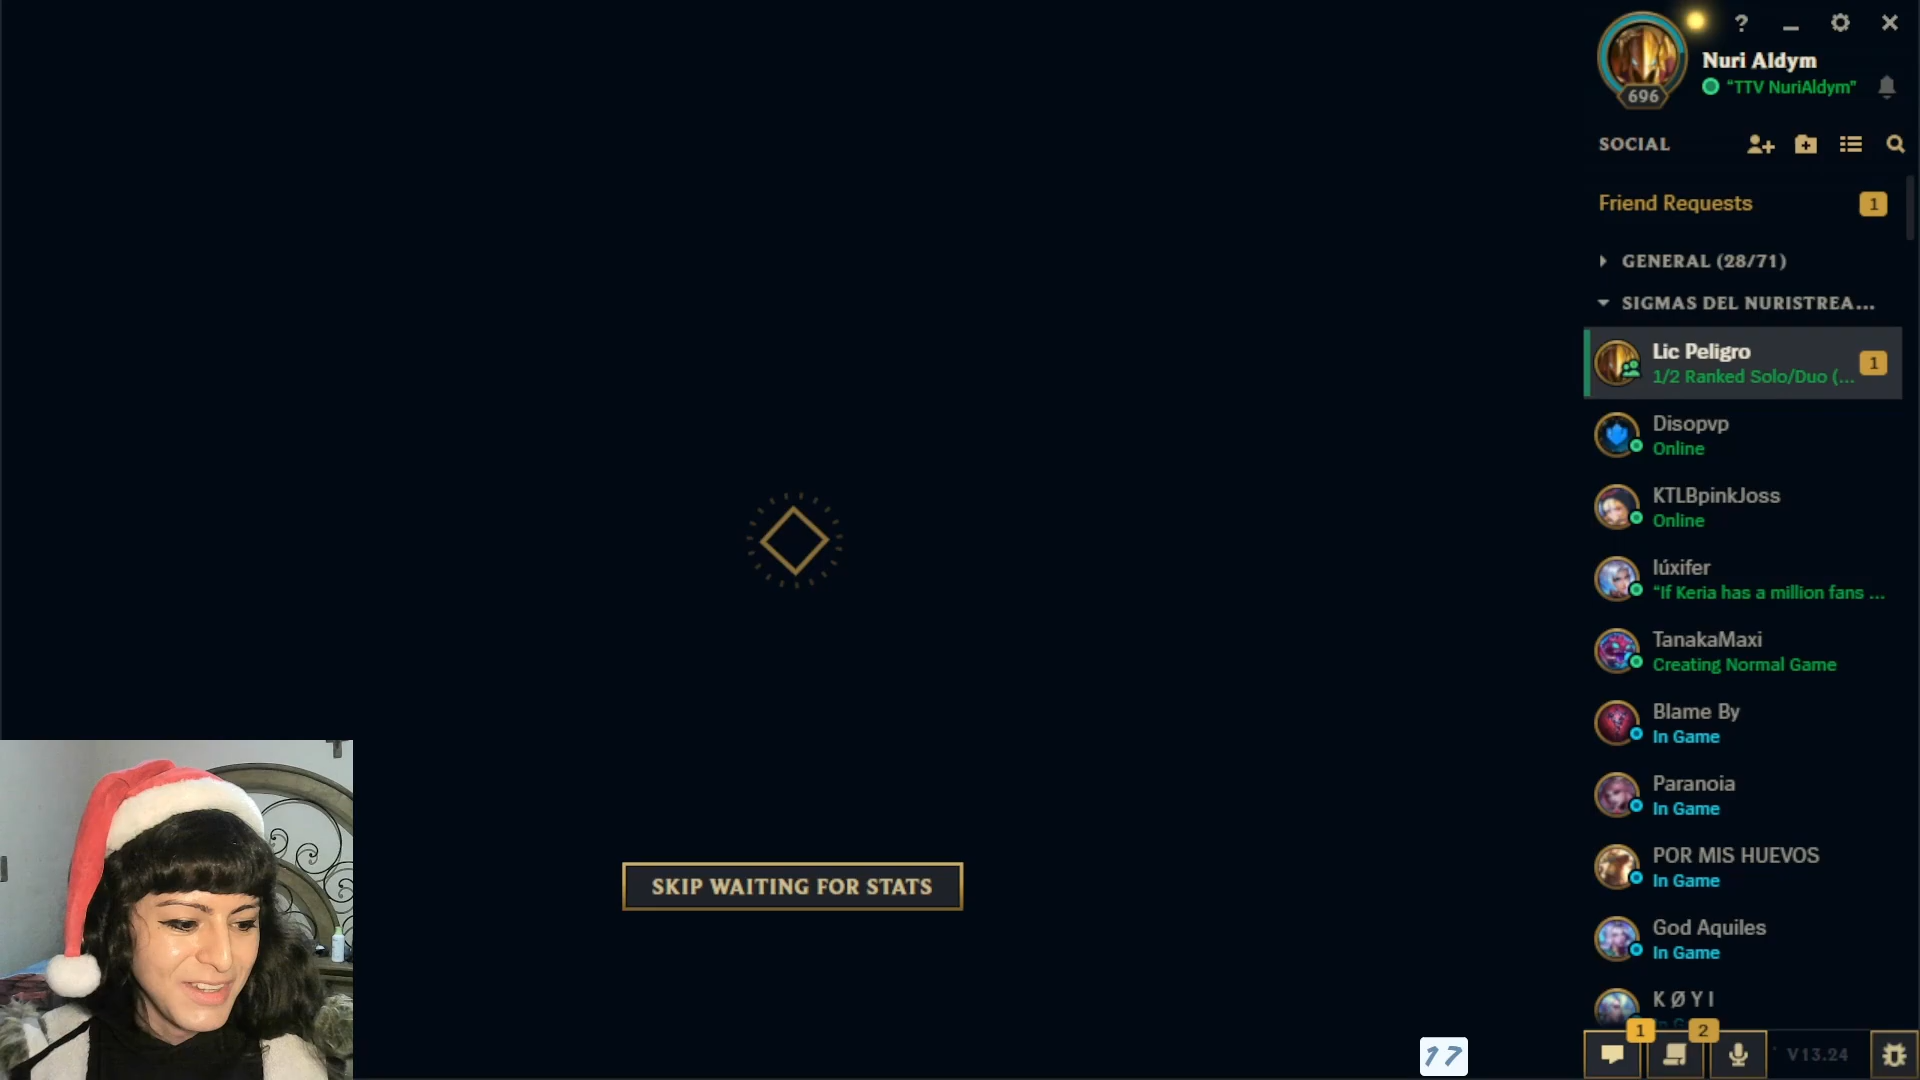 ?
Nuri Aldym
"TTV NuriAldym"
696
SOCIAL
Friend Requests
1
GENERAL (28/71)
SIGMAS DEL NURISTREA...
Lic Peligro
1/2 Ranked Solo/Duo (...
1
Disopvp
Online
KTLBpinkJoss
Online
lúxifer
"If Keria has a million fans ...
TanakaMaxi
Creating Normal Game
Blame By
In Game
Paranoia
In Game
POR MIS HUEVOS
In Game
God Aquiles
In Game
K Ø Y I
SKIP WAITING FOR STATS
17
1
2
V13.24